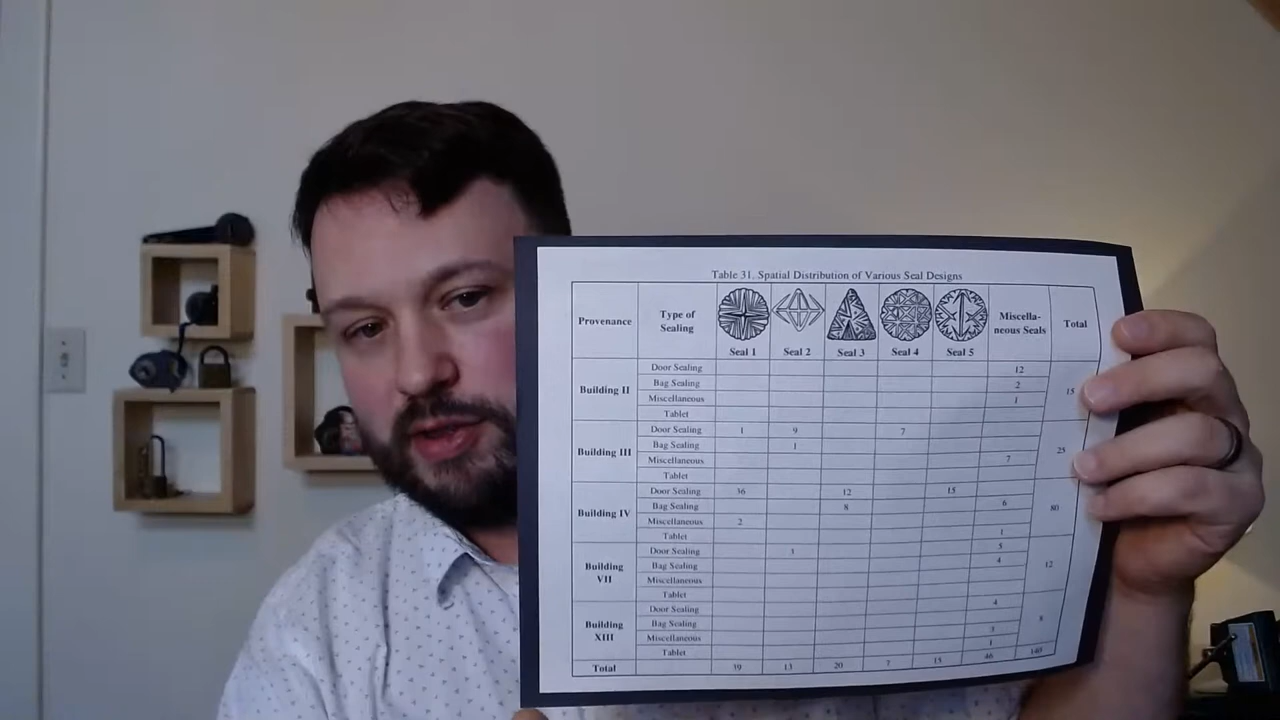 Table 31. Spatial Distribution of Various Seal Designs
Provenance Type of Sealing Seal 1 Seal 2 Seal 3 Seal 4 Seal 5 Miscella-neous Seals Total
Building II Door Sealing 12 15
Bag Sealing 2
Miscellaneous 1
Tablet
Building III Door Sealing 1 9 7 25
Bag Sealing 1
Miscellaneous 7
Tablet
Building IV Door Sealing 36 12 15 80
Bag Sealing 8 6
Miscellaneous 2
Tablet 1
Building VII Door Sealing 3 5 12
Bag Sealing 4
Miscellaneous
Tablet
Building XIII Door Sealing 4 8
Bag Sealing 3
Miscellaneous 1
Tablet
Total 39 13 20 7 15 46 140